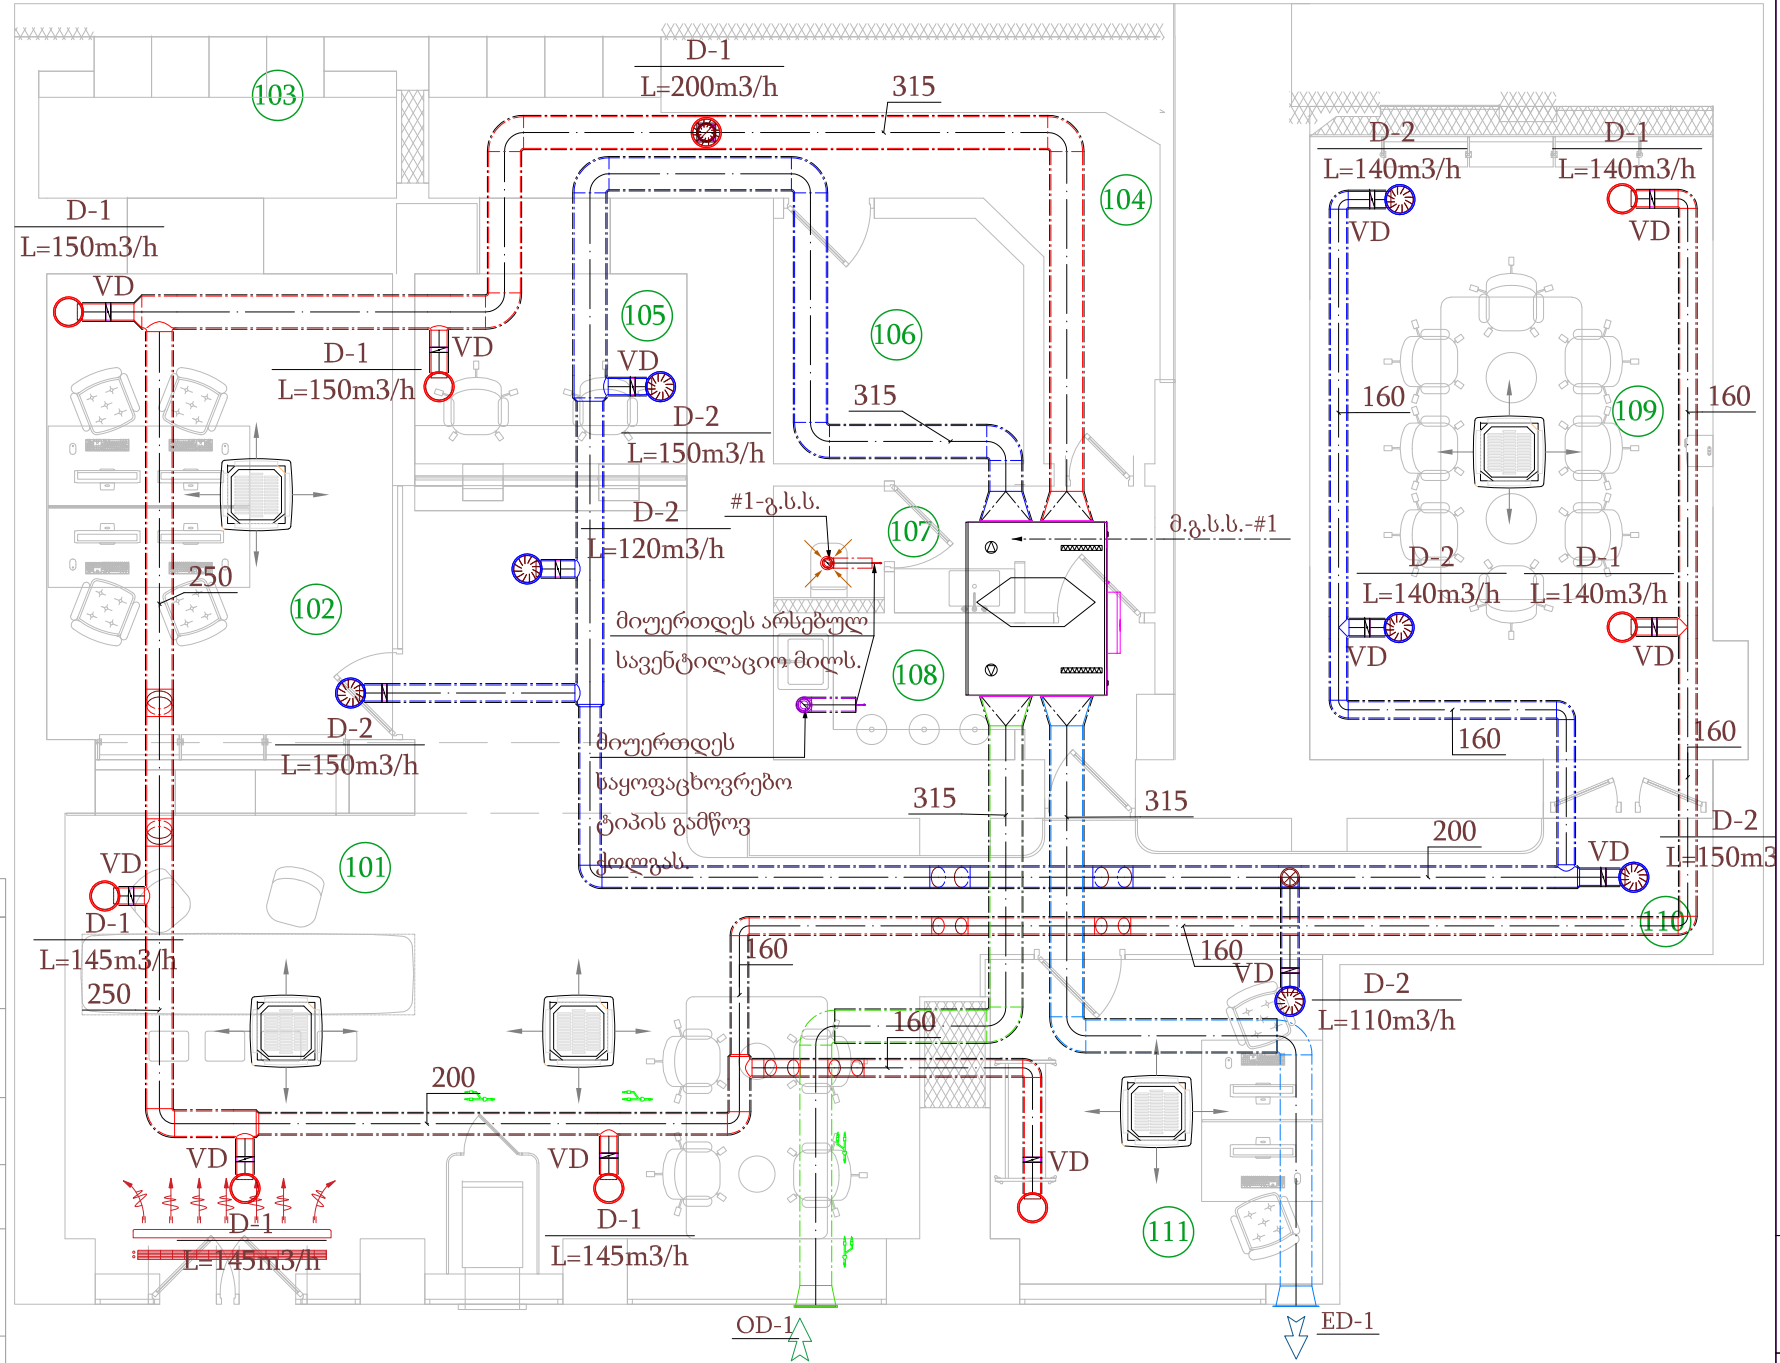 D-1
L=200m3/h
315
103
D-2
L=140m3/h
D-1
L=140m3/h
104
D-1
L=150m3/h
VD
VD
VD
105
106
D-1
L=150m3/h
VD
VD
315
160
109
160
D-2
L=150m3/h
#1-გ.ს.ს.
D-2
L=120m3/h
107
მ.გ.ს.ს.-#1
250
102
D-2
L=140m3/h
D-1
L=140m3/h
მიუერთდეს არსებულ
სავენტილაციო მილს.
VD
VD
108
D-2
L=150m3/h
მიუერთდეს
საყოფაცხოვრებო
ტიპის გამწოვ
ქოლგას.
160
160
315
315
200
D-2
L=150m3
VD
101
VD
D-1
L=145m3/h
250
110
160
160
VD
D-2
L=110m3/h
160
200
VD
VD
VD
D-1
L=145m3/h
D-1
L=145m3/h
111
OD-1
ED-1